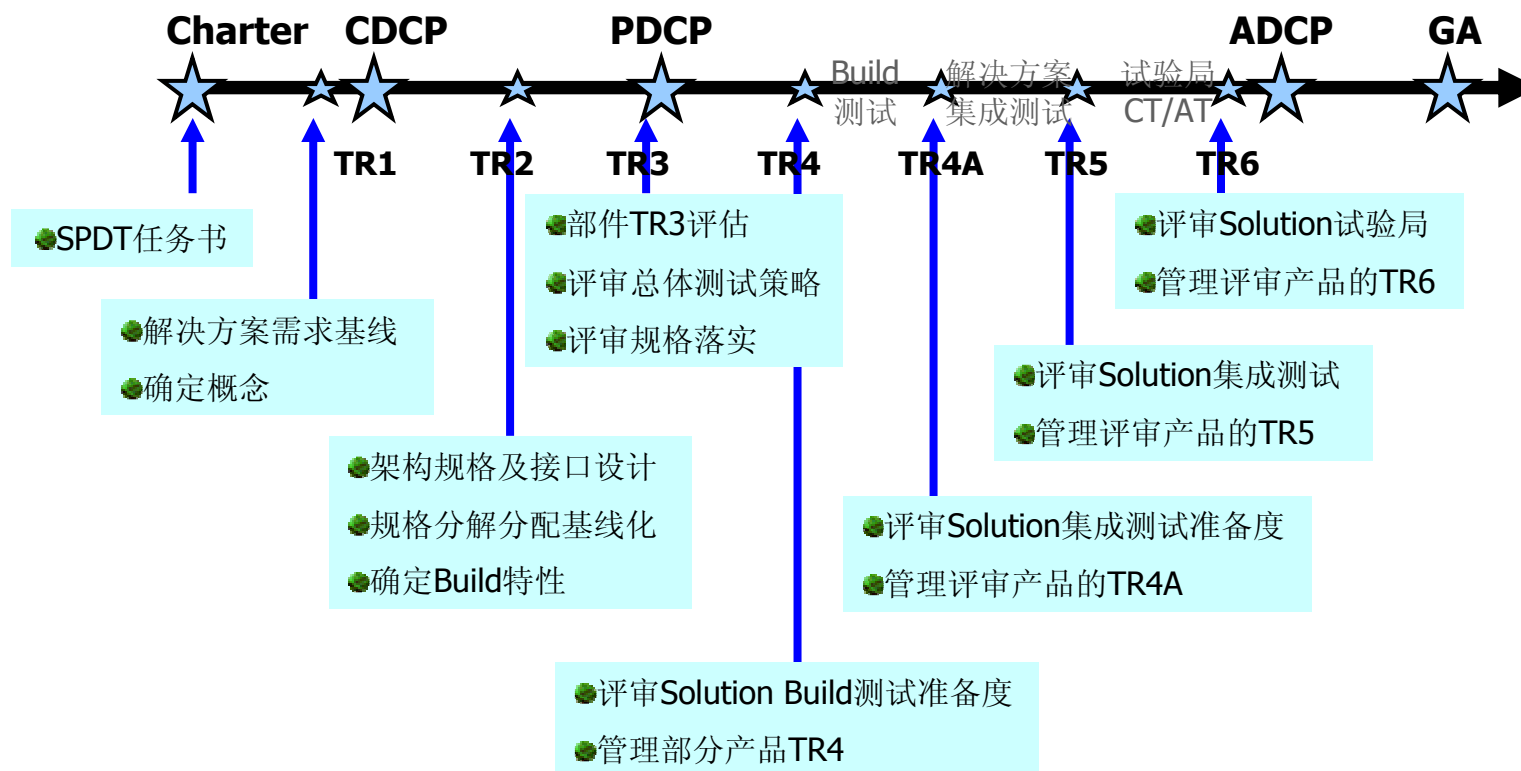 Charter CDCP PDCP ADCP GA
Build 解决方案 试验局
测试 集成测试 CT/AT
TR1 TR2 TR3 TR4 TR4A TR5 TR6
SPDT任务书
解决方案需求基线
确定概念
架构规格及接口设计
规格分解分配基线化
确定Build特性
部件TR3评估
评审总体测试策略
评审规格落实
评审Solution Build测试准备度
管理部分产品TR4
评审Solution集成测试准备度
管理评审产品的TR4A
评审Solution集成测试
管理评审产品的TR5
评审Solution试验局
管理评审产品的TR6